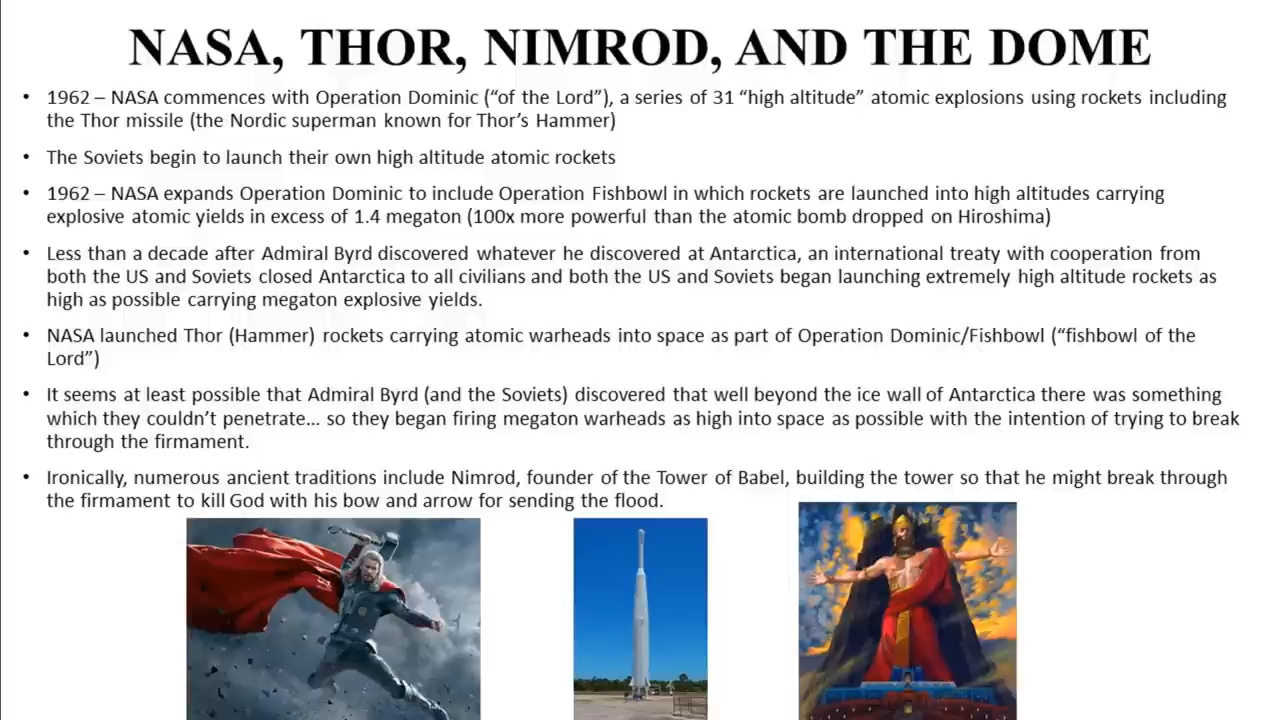 NASA, THOR, NIMROD, AND THE DOME
• 1962 – NASA commences with Operation Dominic (“of the Lord”), a series of 31 “high altitude” atomic explosions using rockets including
the Thor missile (the Nordic superman known for Thor’s Hammer)
• The Soviets begin to launch their own high altitude atomic rockets
• 1962 – NASA expands Operation Dominic to include Operation Fishbowl in which rockets are launched into high altitudes carrying
explosive atomic yields in excess of 1.4 megaton (100x more powerful than the atomic bomb dropped on Hiroshima)
• Less than a decade after Admiral Byrd discovered whatever he discovered at Antarctica, an international treaty with cooperation from
both the US and Soviets closed Antarctica to all civilians and both the US and Soviets began launching extremely high altitude rockets as
high as possible carrying megaton explosive yields.
• NASA launched Thor (Hammer) rockets carrying atomic warheads into space as part of Operation Dominic/Fishbowl (“fishbowl of the
Lord”)
• It seems at least possible that Admiral Byrd (and the Soviets) discovered that well beyond the ice wall of Antarctica there was something
which they couldn’t penetrate... so they began firing megaton warheads as high into space as possible with the intention of trying to break
through the firmament.
• Ironically, numerous ancient traditions include Nimrod, founder of the Tower of Babel, building the tower so that he might break through
the firmament to kill God with his bow and arrow for sending the flood.